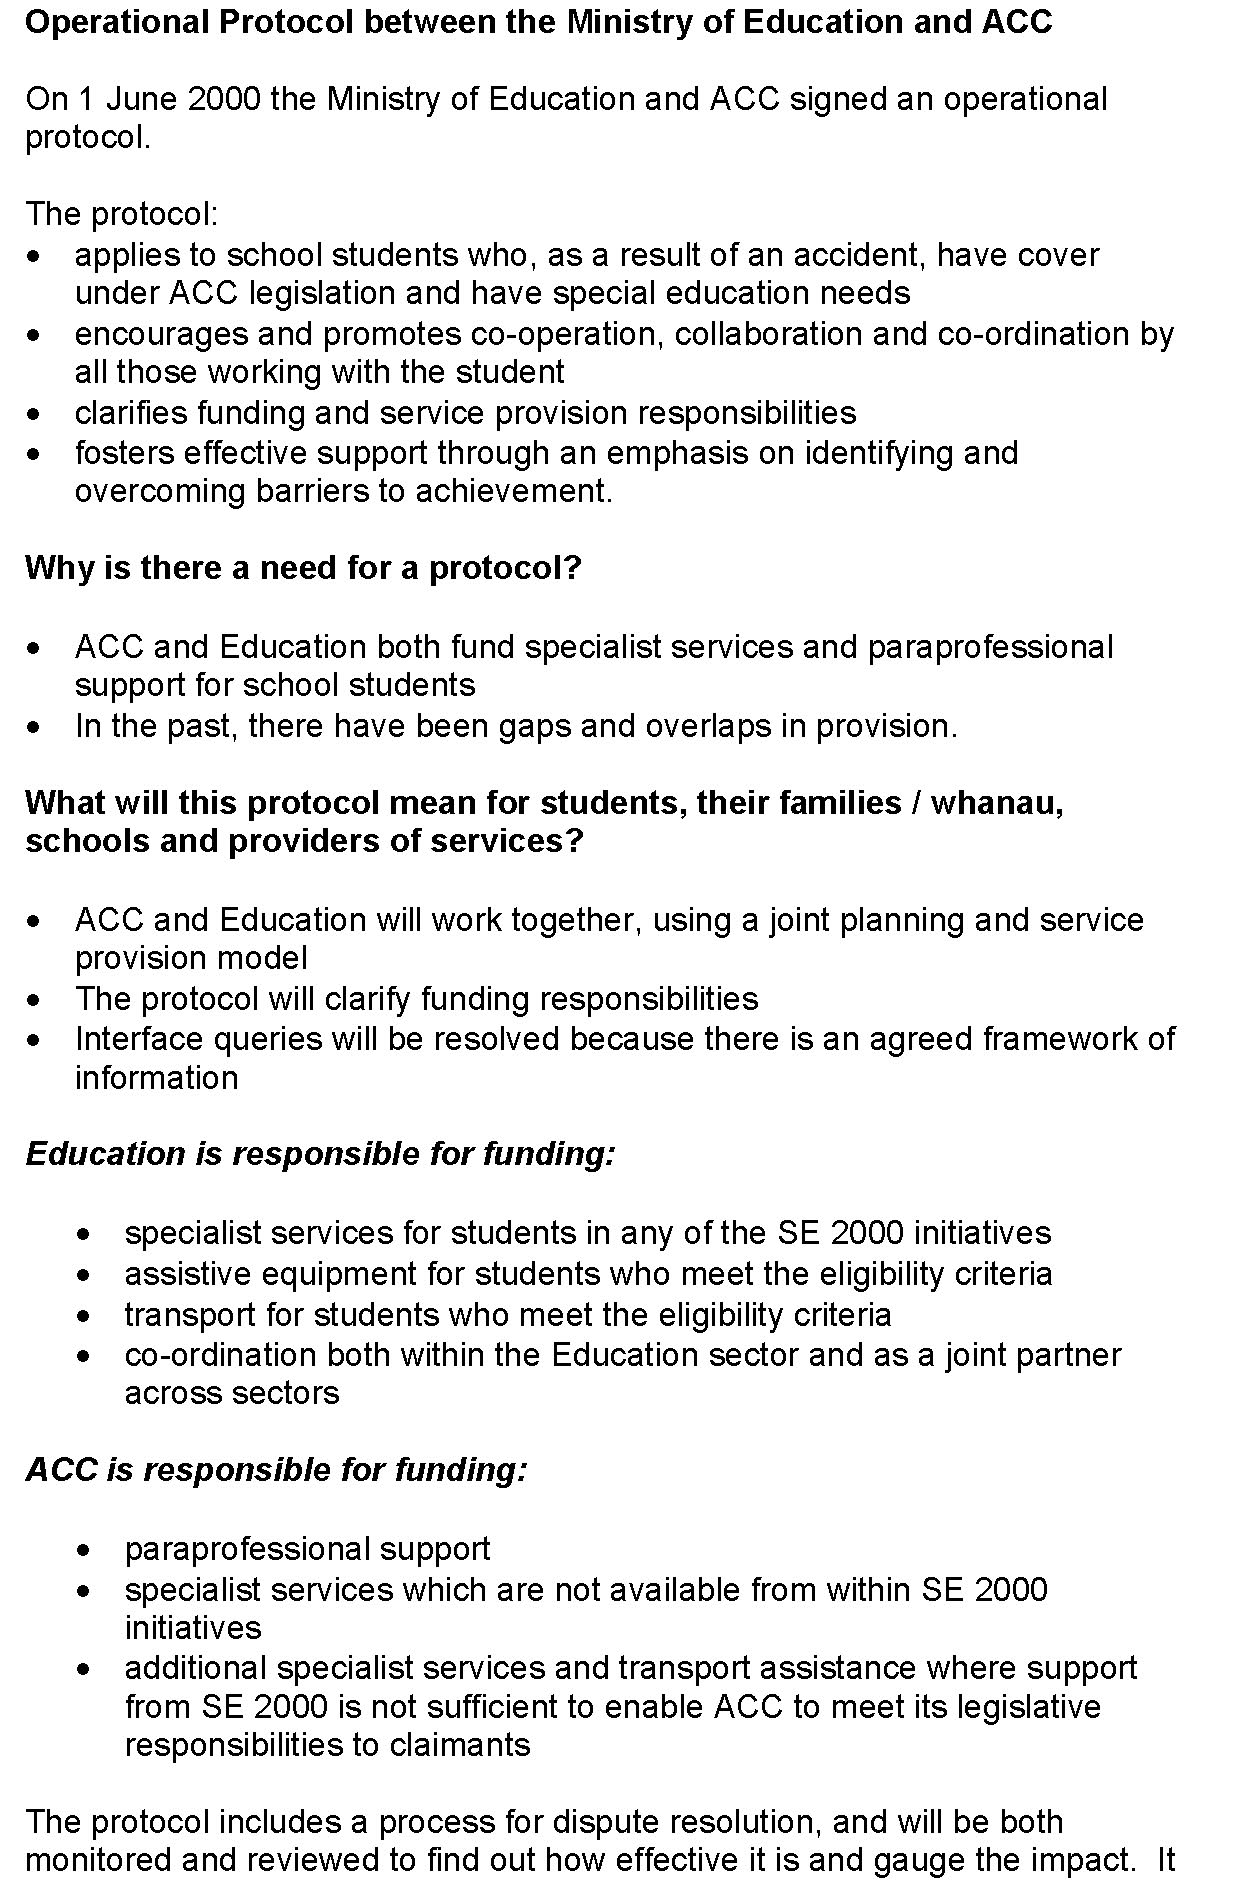 Operational Protocol between the Ministry of Education and ACC
On 1 June 2000 the Ministry of Education and ACC signed an operational
protocol.
The protocol:
• applies to school students who, as a result of an accident, have cover
under ACC legislation and have special education needs
• encourages and promotes co-operation, collaboration and co-ordination by
all those working with the student
• clarifies funding and service provision responsibilities
• fosters effective support through an emphasis on identifying and
overcoming barriers to achievement.
Why is there a need for a protocol?
• ACC and Education both fund specialist services and paraprofessional
support for school students
• In the past, there have been gaps and overlaps in provision.
What will this protocol mean for students, their families / whanau,
schools and providers of services?
• ACC and Education will work together, using a joint planning and service
provision model
• The protocol will clarify funding responsibilities
• Interface queries will be resolved because there is an agreed framework of
information
Education is responsible for funding:
• specialist services for students in any of the SE 2000 initiatives
• assistive equipment for students who meet the eligibility criteria
• transport for students who meet the eligibility criteria
• co-ordination both within the Education sector and as a joint partner
across sectors
ACC is responsible for funding:
• paraprofessional support
• specialist services which are not available from within SE 2000
initiatives
• additional specialist services and transport assistance where support
from SE 2000 is not sufficient to enable ACC to meet its legislative
responsibilities to claimants
The protocol includes a process for dispute resolution, and will be both
monitored and reviewed to find out how effective it is and gauge the impact.  It